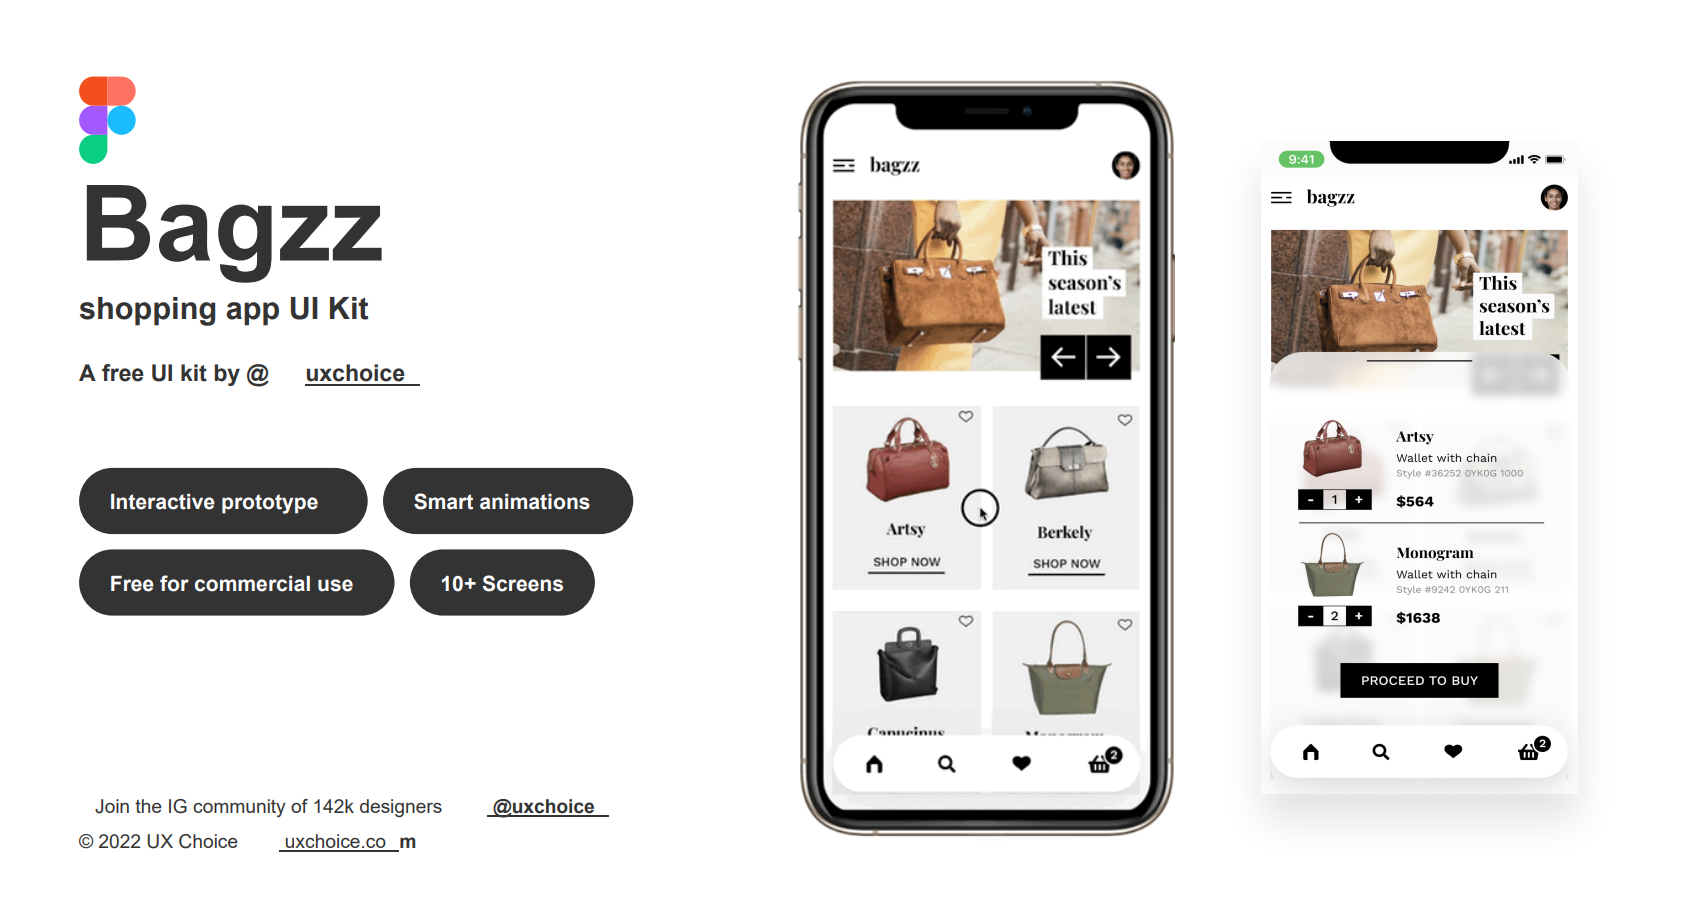 Bagzz
shopping app UI Kit
A free UI kit by @ uxchoice
Interactive prototype
Smart animations
Free for commercial use
10+ Screens
Join the IG community of 142k designers @uxchoice
© 2022 UX Choice uxchoice.com
bagzz
This
season's
latest
Artsy
SHOP NOW
Berkely
SHOP NOW
Capucinus
Monogram
2
9:41
bagzz
This
season's
latest
Artsy
Wallet with chain
Style #36252 0YK0G 1000
- 1 +
$564
Monogram
Wallet with chain
Style #9242 0YK0G 211
- 2 +
$1638
PROCEED TO BUY
2